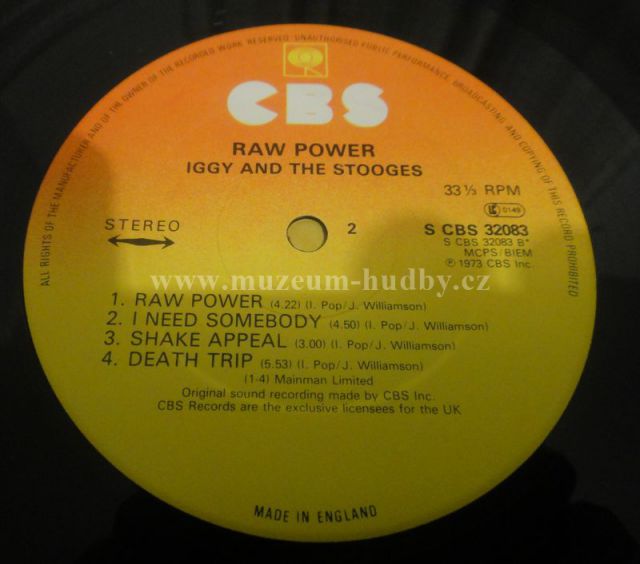 ALL RIGHTS OF THE MANUFACTURER AND OF THE OWNER OF THE RECORDED WORK RESERVED. UNAUTHORISED PUBLIC PERFORMANCE, BROADCASTING AND COPYING OF THIS RECORD PROHIBITED
CBS
RAW POWER
IGGY AND THE STOOGES
33⅓ RPM
LC 0149
STEREO
2
S CBS 32083
S CBS 32083 B*
MCPS/BIEM
℗ 1973 CBS Inc.
www.muzeum-hudby.cz
1. RAW POWER (4.22) (I. Pop/J. Williamson)
2. I NEED SOMEBODY (4.50) (I. Pop/J. Williamson)
3. SHAKE APPEAL (3.00) (I. Pop/J. Williamson)
4. DEATH TRIP (5.53) (I. Pop/J. Williamson)
(1-4) Mainman Limited
Original sound recording made by CBS Inc.
CBS Records are the exclusive licensees for the UK
MADE IN ENGLAND